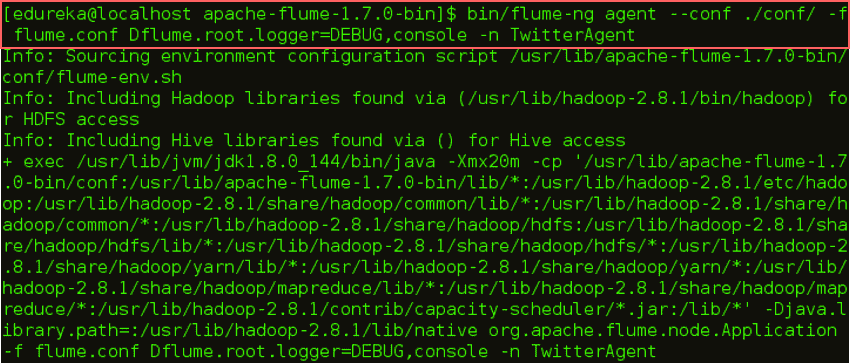 [edureka@localhost apache-flume-1.7.0-bin]$ bin/flume-ng agent --conf ./conf/ -f
 flume.conf Dflume.root.logger=DEBUG,console -n TwitterAgent
Info: Sourcing environment configuration script /usr/lib/apache-flume-1.7.0-bin/
conf/flume-env.sh
Info: Including Hadoop libraries found via (/usr/lib/hadoop-2.8.1/bin/hadoop) fo
r HDFS access
Info: Including Hive libraries found via () for Hive access
+ exec /usr/lib/jvm/jdk1.8.0_144/bin/java -Xmx20m -cp '/usr/lib/apache-flume-1.7
.0-bin/conf:/usr/lib/apache-flume-1.7.0-bin/lib/*:/usr/lib/hadoop-2.8.1/etc/hado
op:/usr/lib/hadoop-2.8.1/share/hadoop/common/lib/*:/usr/lib/hadoop-2.8.1/share/h
adoop/common/*:/usr/lib/hadoop-2.8.1/share/hadoop/hdfs:/usr/lib/hadoop-2.8.1/sha
re/hadoop/hdfs/lib/*:/usr/lib/hadoop-2.8.1/share/hadoop/hdfs/*:/usr/lib/hadoop-2
.8.1/share/hadoop/yarn/lib/*:/usr/lib/hadoop-2.8.1/share/hadoop/yarn/*:/usr/lib/
hadoop-2.8.1/share/hadoop/mapreduce/lib/*:/usr/lib/hadoop-2.8.1/share/hadoop/map
reduce/*:/usr/lib/hadoop-2.8.1/contrib/capacity-scheduler/*.jar:/lib/*' -Djava.l
ibrary.path=:/usr/lib/hadoop-2.8.1/lib/native org.apache.flume.node.Application
-f flume.conf Dflume.root.logger=DEBUG,console -n TwitterAgent